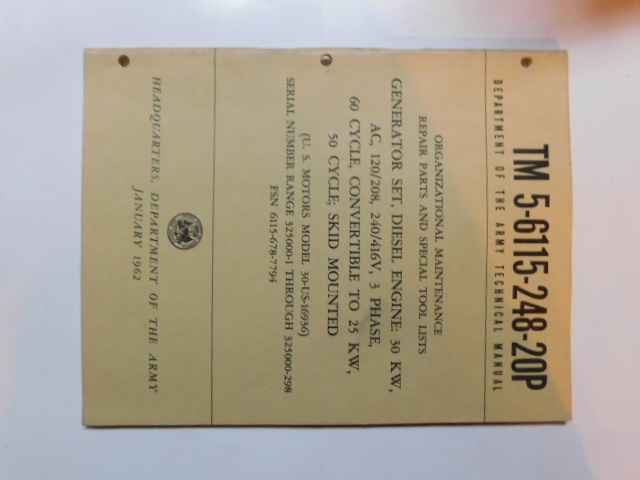 TM 5-6115-248-20P
DEPARTMENT OF THE ARMY TECHNICAL MANUAL
ORGANIZATIONAL MAINTENANCE
REPAIR PARTS AND SPECIAL TOOL LISTS
GENERATOR SET, DIESEL ENGINE: 30 KW,
AC, 120/208, 240/416V, 3 PHASE,
60 CYCLE, CONVERTIBLE TO 25 KW,
50 CYCLE; SKID MOUNTED
(U. S. MOTORS MODEL 30-US-16936)
SERIAL NUMBER RANGE 325000-1 THROUGH 325000-298
FSN 6115-678-7794
HEADQUARTERS, DEPARTMENT OF THE ARMY
JANUARY 1962